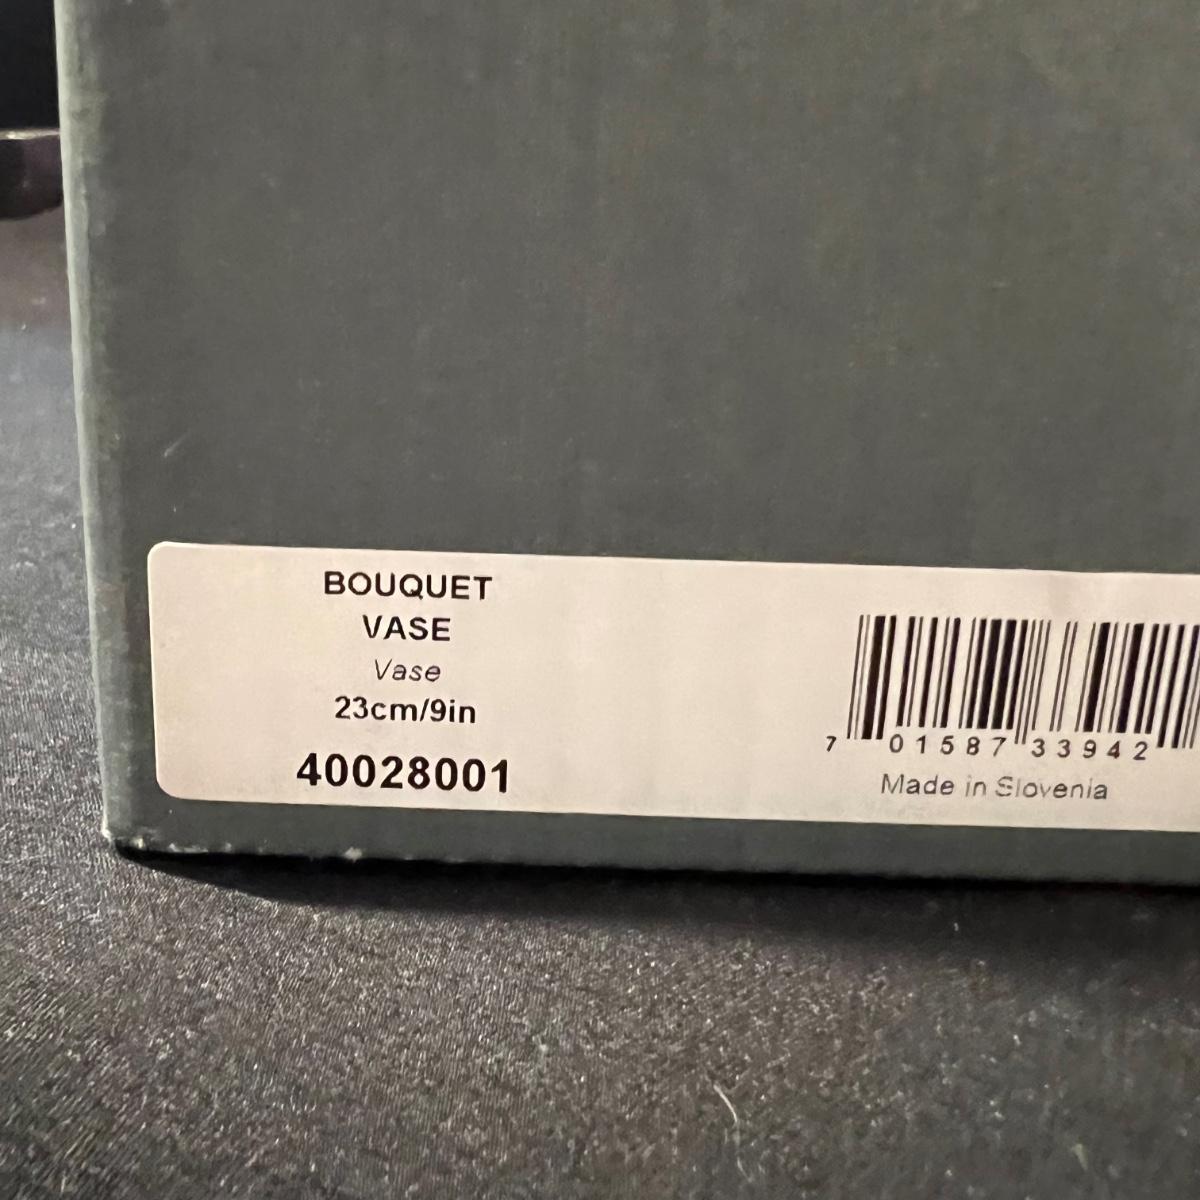 BOUQUET
VASE
Vase
23cm/9in
40028001
7 01587 33942
Made in Slovenia